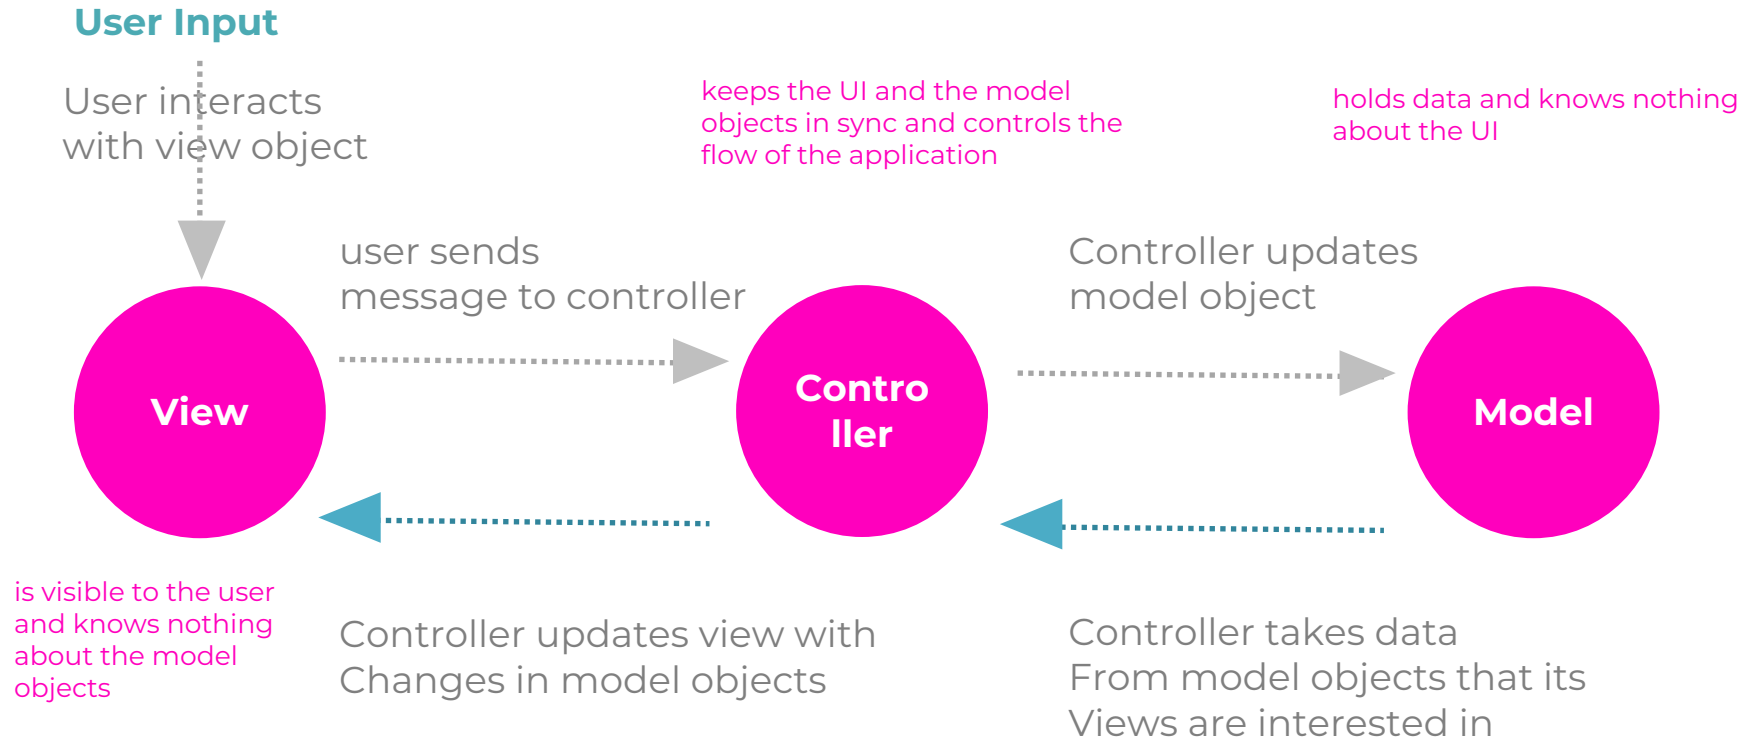 User Input
User interacts
with view object
keeps the UI and the model
objects in sync and controls the
flow of the application
holds data and knows nothing
about the UI
user sends
message to controller
Controller updates
model object
View
Contro
ller
Model
is visible to the user
and knows nothing
about the model
objects
Controller updates view with
Changes in model objects
Controller takes data
From model objects that its
Views are interested in